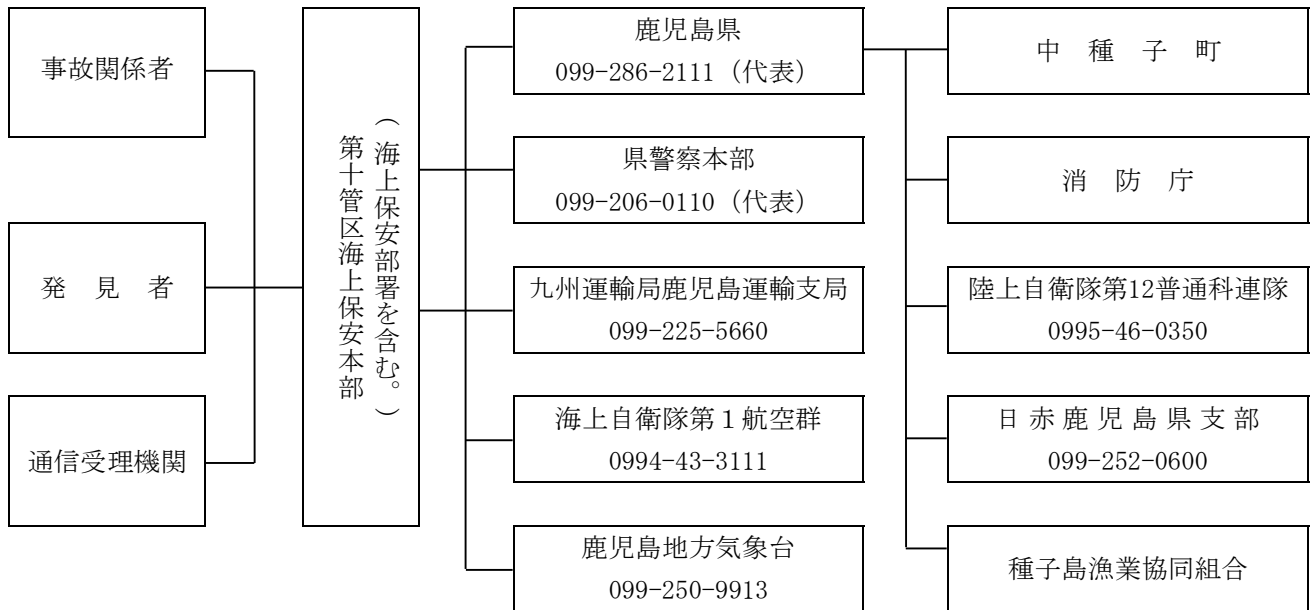 事故関係者
発見者
通信受理機関
第十管区海上保安本部
（海上保安部署を含む。）
鹿児島県
099-286-2111（代表）
県警察本部
099-206-0110（代表）
九州運輸局鹿児島運輸支局
099-225-5660
海上自衛隊第１航空群
0994-43-3111
鹿児島地方気象台
099-250-9913
中種子町
消防庁
陸上自衛隊第12普通科連隊
0995-46-0350
日赤鹿児島県支部
099-252-0600
種子島漁業協同組合